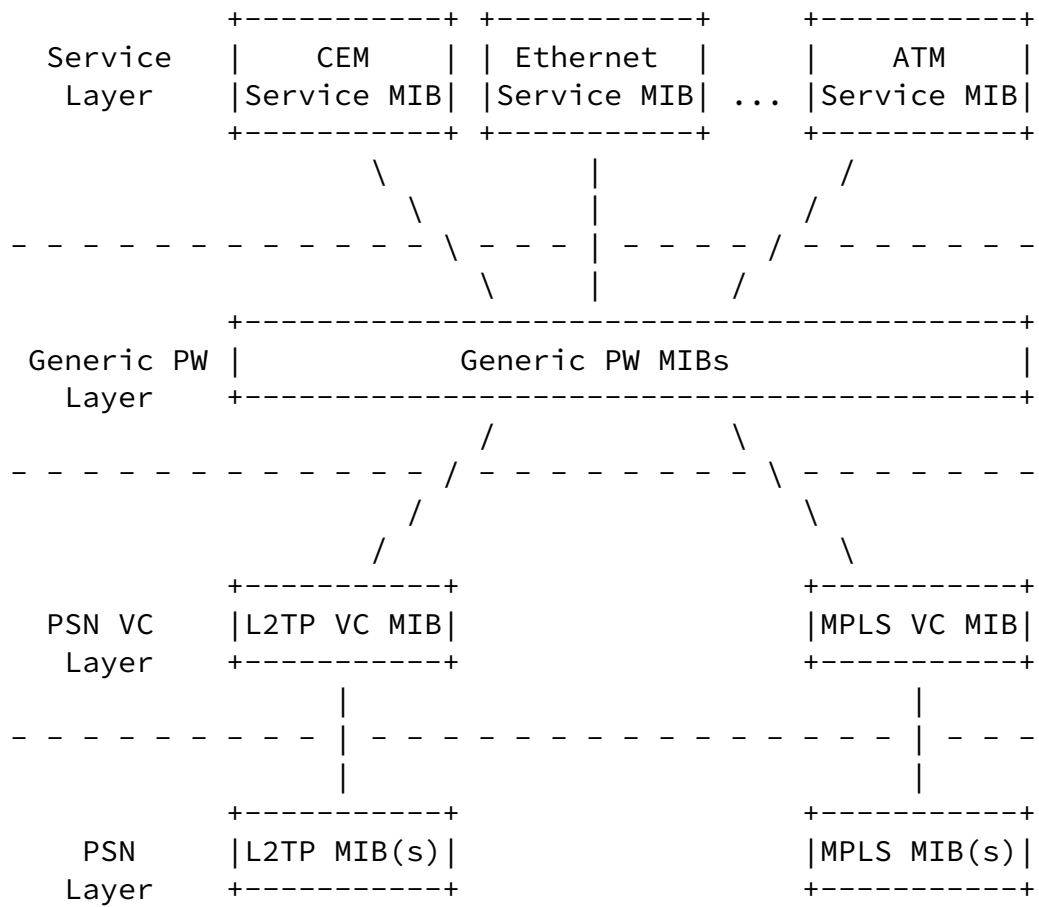 Service CEM Ethernet ATM
Layer Service MIB Service MIB ... Service MIB
Generic PW Generic PW MIBs
Layer
PSN VC L2TP VC MIB MPLS VC MIB
Layer
PSN L2TP MIB(s) MPLS MIB(s)
Layer